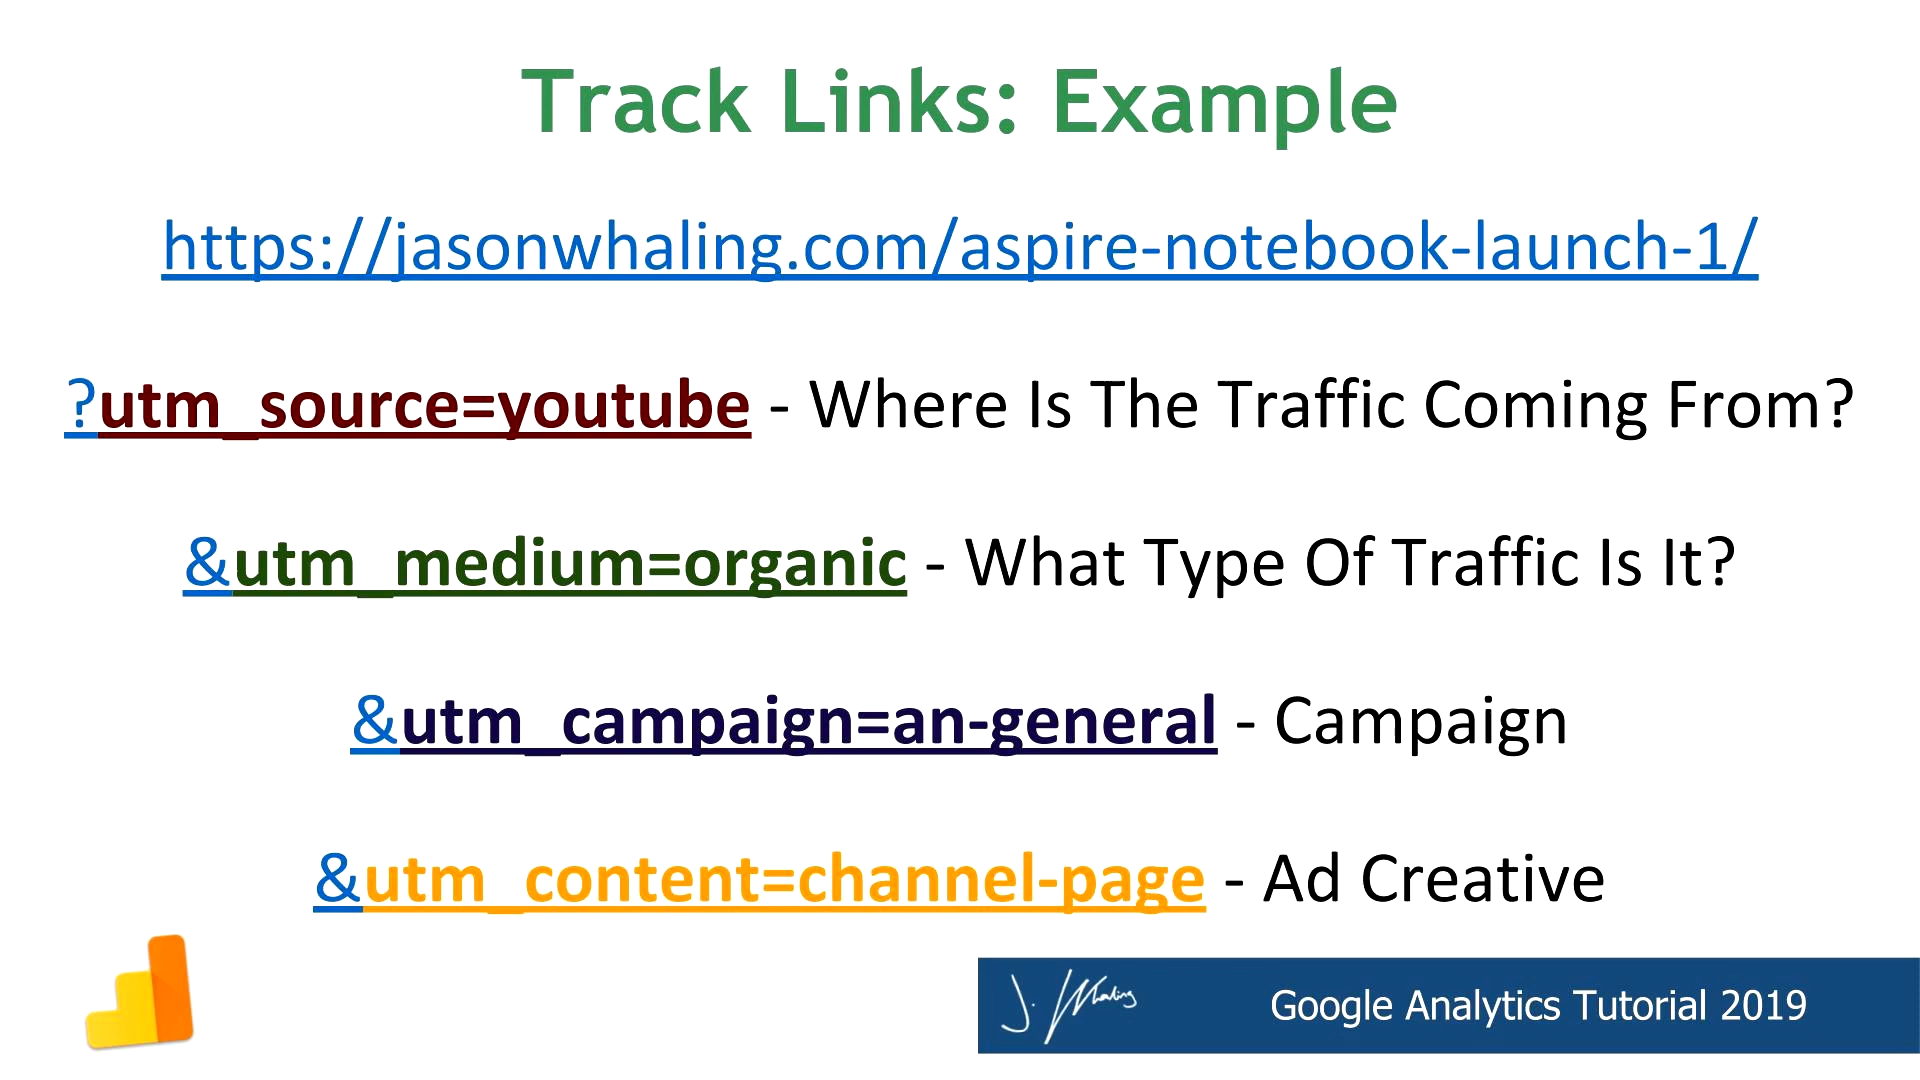 Track Links: Example
https://jasonwhaling.com/aspire-notebook-launch-1/
?utm_source=youtube - Where Is The Traffic Coming From?
&utm_medium=organic - What Type Of Traffic Is It?
&utm_campaign=an-general - Campaign
&utm_content=channel-page - Ad Creative
J. Whaling
Google Analytics Tutorial 2019